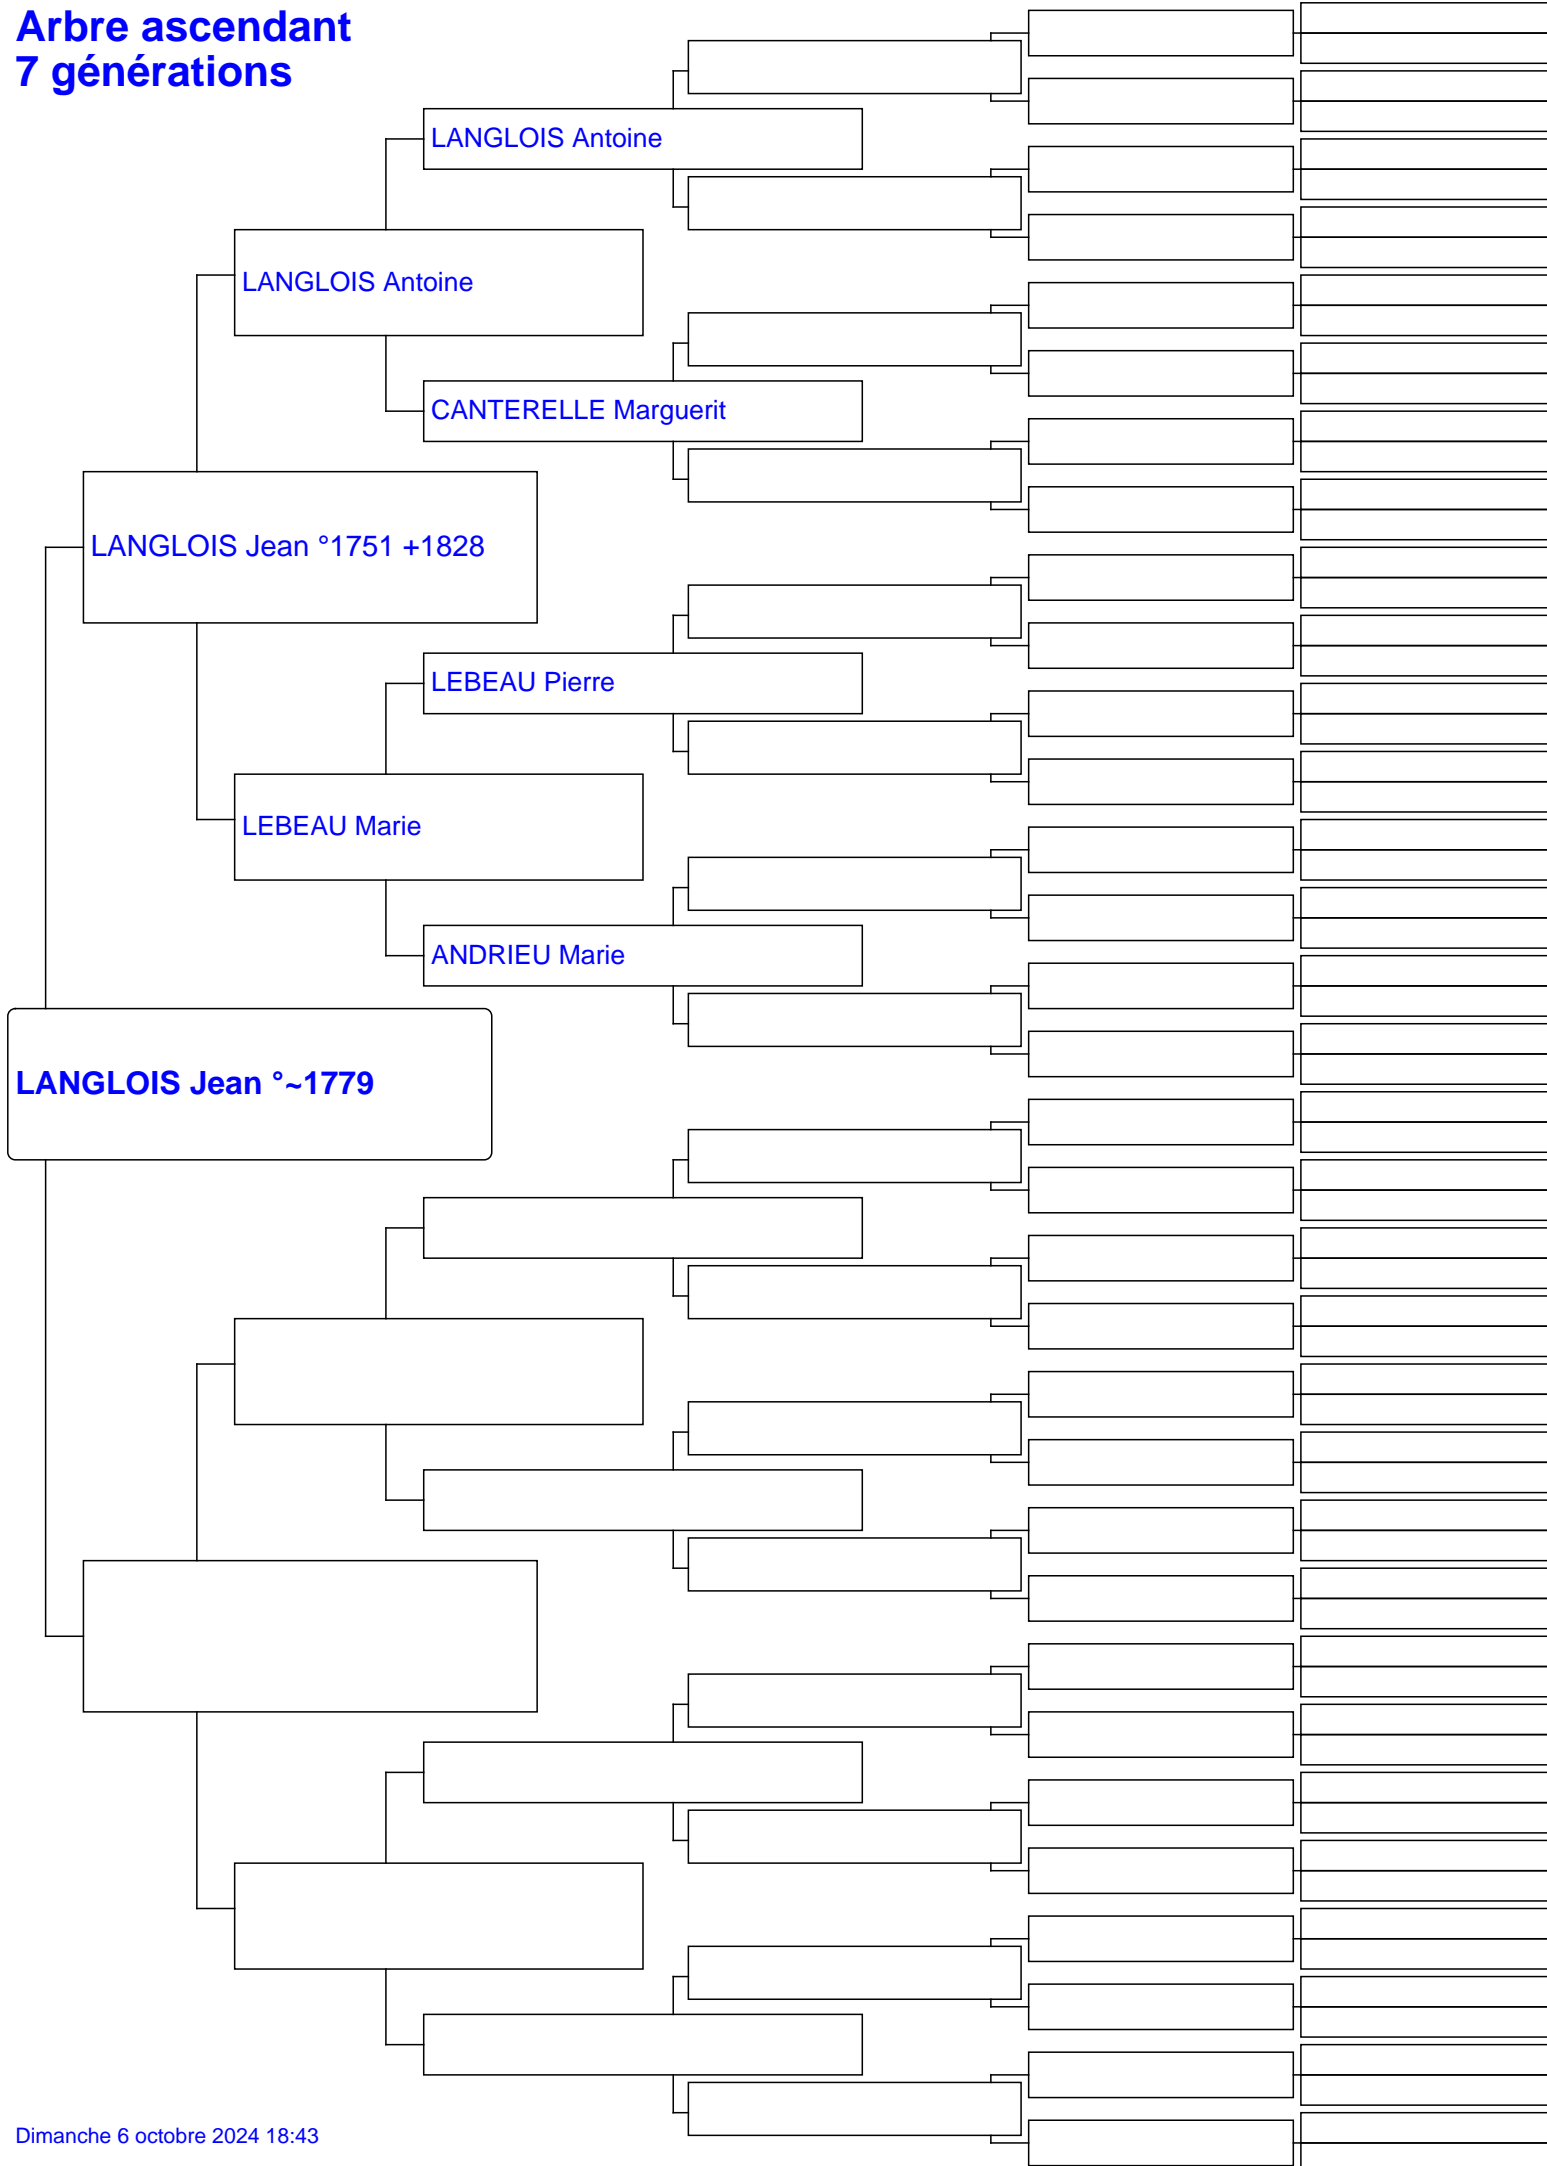 Arbre ascendant
7 générations
LANGLOIS Antoine
LANGLOIS Antoine
CANTERELLE Marguerit
LANGLOIS Jean °1751 +1828
LEBEAU Pierre
LEBEAU Marie
ANDRIEU Marie
LANGLOIS Jean °~1779
Dimanche 6 octobre 2024 18:43